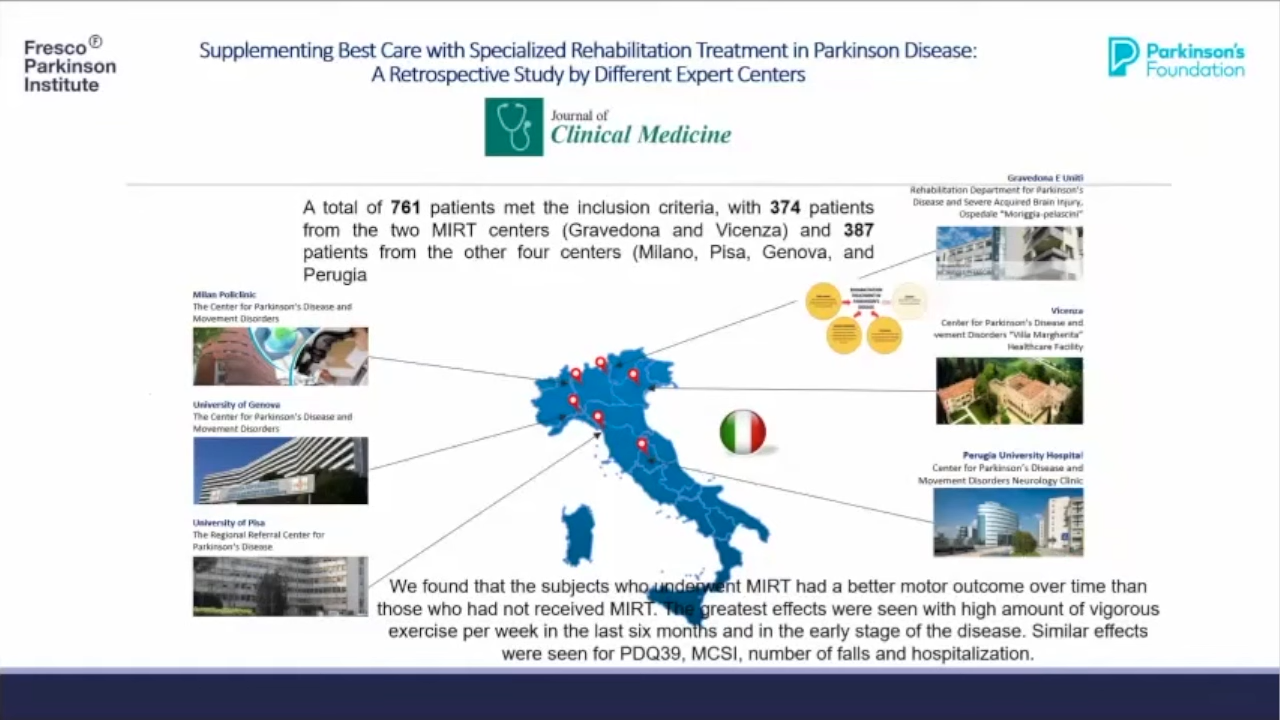 Fresco
Parkinson
Institute
Supplementing Best Care with Specialized Rehabilitation Treatment in Parkinson Disease:
A Retrospective Study by Different Expert Centers
Parkinson's
Foundation
Journal of
Clinical Medicine
A total of 761 patients met the inclusion criteria, with 374 patients
from the two MIRT centers (Gravedona and Vicenza) and 387
patients from the other four centers (Milano, Pisa, Genova, and
Perugia
Gravedona E Uniti
Rehabilitation Department for Parkinson's
Disease and Severe Acquired Brain Injury,
Ospedale "Moriggia-pelascini"
Milan Policlinic
The Center for Parkinson's Disease and
Movement Disorders
Vicenza
Center for Parkinson's Disease and
vement Disorders "Villa Margherita"
Healthcare Facility
University of Genova
The Center for Parkinson's Disease and
Movement Disorders
Perugia University Hospital
Center for Parkinson's Disease and
Movement Disorders Neurology Clinic
University of Pisa
The Regional Referral Center for
Parkinson's Disease
We found that the subjects who underwent MIRT had a better motor outcome over time than
those who had not received MIRT. The greatest effects were seen with high amount of vigorous
exercise per week in the last six months and in the early stage of the disease. Similar effects
were seen for PDQ39, MCSI, number of falls and hospitalization.